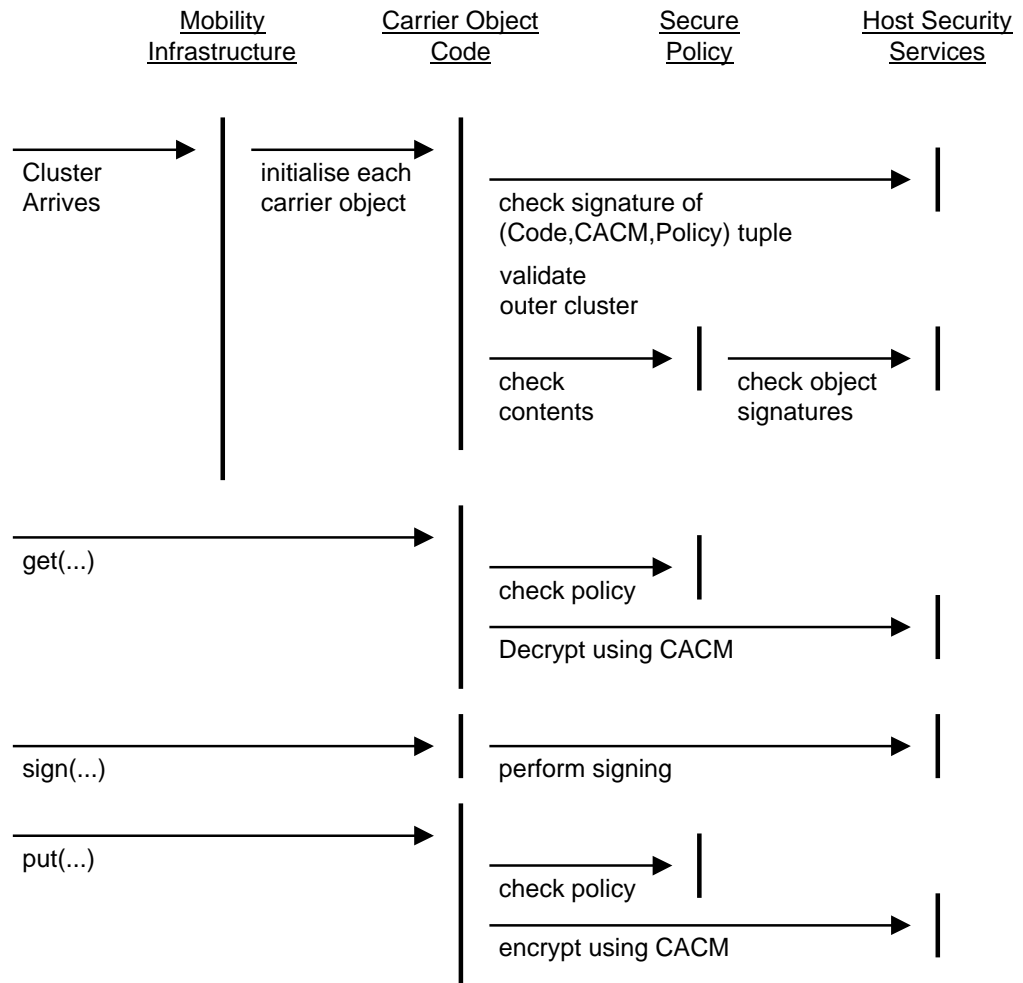 Mobility
Infrastructure
Carrier Object
Code
Secure
Policy
Host Security
Services
Cluster
Arrives
initialise each
carrier object
check signature of
(Code,CACM,Policy) tuple
validate
outer cluster
check
contents
check object
signatures
get(...)
check policy
Decrypt using CACM
sign(...)
perform signing
put(...)
check policy
encrypt using CACM